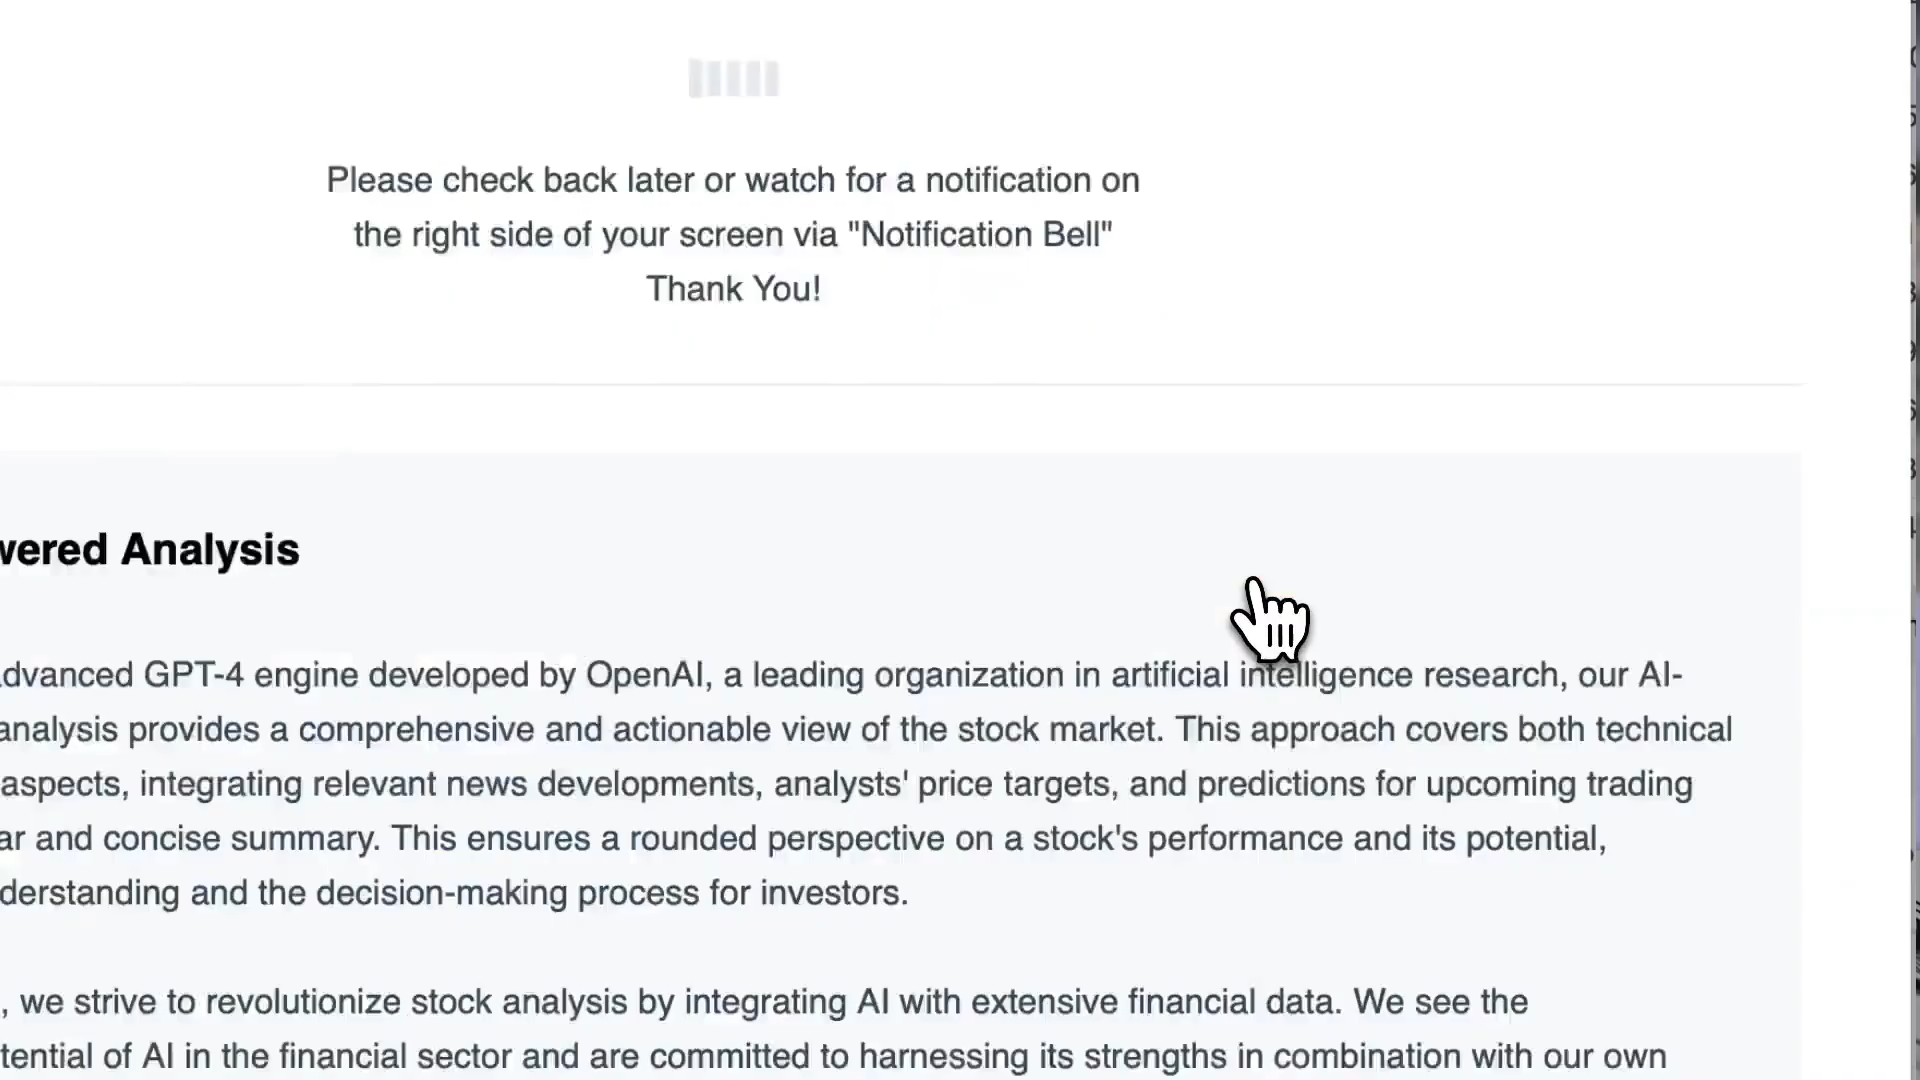 Please check back later or watch for a notification on
the right side of your screen via "Notification Bell"
Thank You!
wered Analysis
dvanced GPT-4 engine developed by OpenAI, a leading organization in artificial intelligence research, our AI-
analysis provides a comprehensive and actionable view of the stock market. This approach covers both technical
aspects, integrating relevant news developments, analysts' price targets, and predictions for upcoming trading
ar and concise summary. This ensures a rounded perspective on a stock's performance and its potential,
derstanding and the decision-making process for investors.
, we strive to revolutionize stock analysis by integrating AI with extensive financial data. We see the
tential of AI in the financial sector and are committed to harnessing its strengths in combination with our own